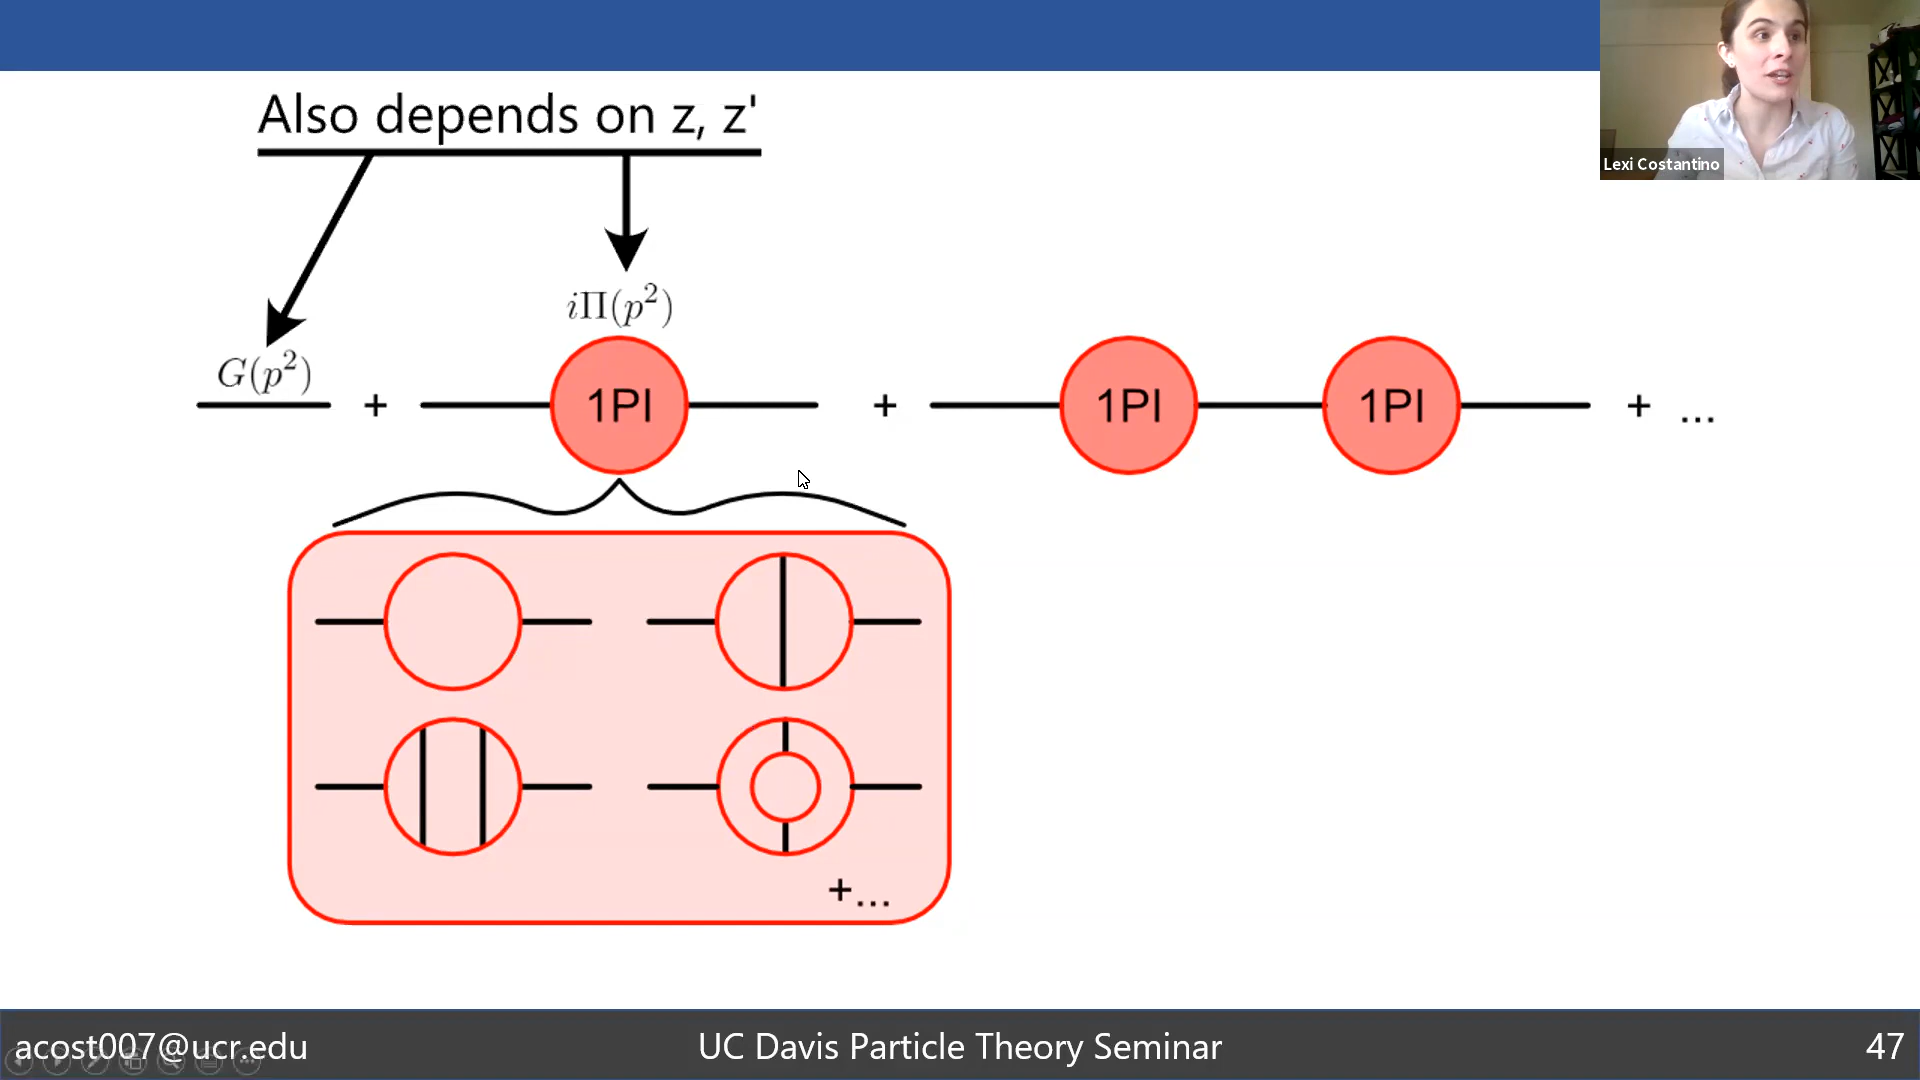 Also depends on z, z'
Lexi Costantino
iΠ(p²)
G(p²)
+ 1PI + 1PI 1PI + ...
+...
acost007@ucr.edu UC Davis Particle Theory Seminar 47